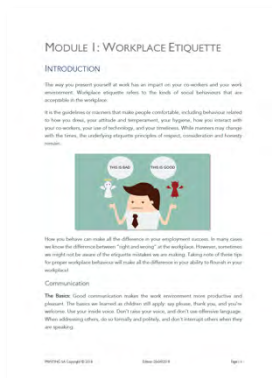 MODULE 1: WORKPLACE ETIQUETTE
INTRODUCTION
The way you present yourself at work has an impact on your co-workers and your work
environment. Workplace etiquette refers to the kinds of social behaviours that are
acceptable in the workplace.
It is the guidelines or manners that make people comfortable, including behaviour related
to how you dress, your attitude and temperament, your hygiene, how you interact with
your co-workers, your use of technology, and your timeliness. While manners may change
with the times, the underlying etiquette principles of respect, consideration and honesty
remain.
THIS IS BAD
THIS IS GOOD
How you behave can make all the difference in your employment success. In many cases
we know the difference between "right and wrong" at the workplace. However, sometimes
we might not be aware of the etiquette mistakes we are making. Taking note of these tips
for proper workplace behaviour will make all the difference in your ability to flourish in your
workplace!
Communication
The Basics: Good communication makes the work environment more productive and
pleasant. The basics we learned as children still apply: say please, thank you, and you're
welcome. Use your inside voice. Don't raise your voice, and don't use offensive language.
When addressing others, do so formally and politely, and don't interrupt others when they
are speaking.